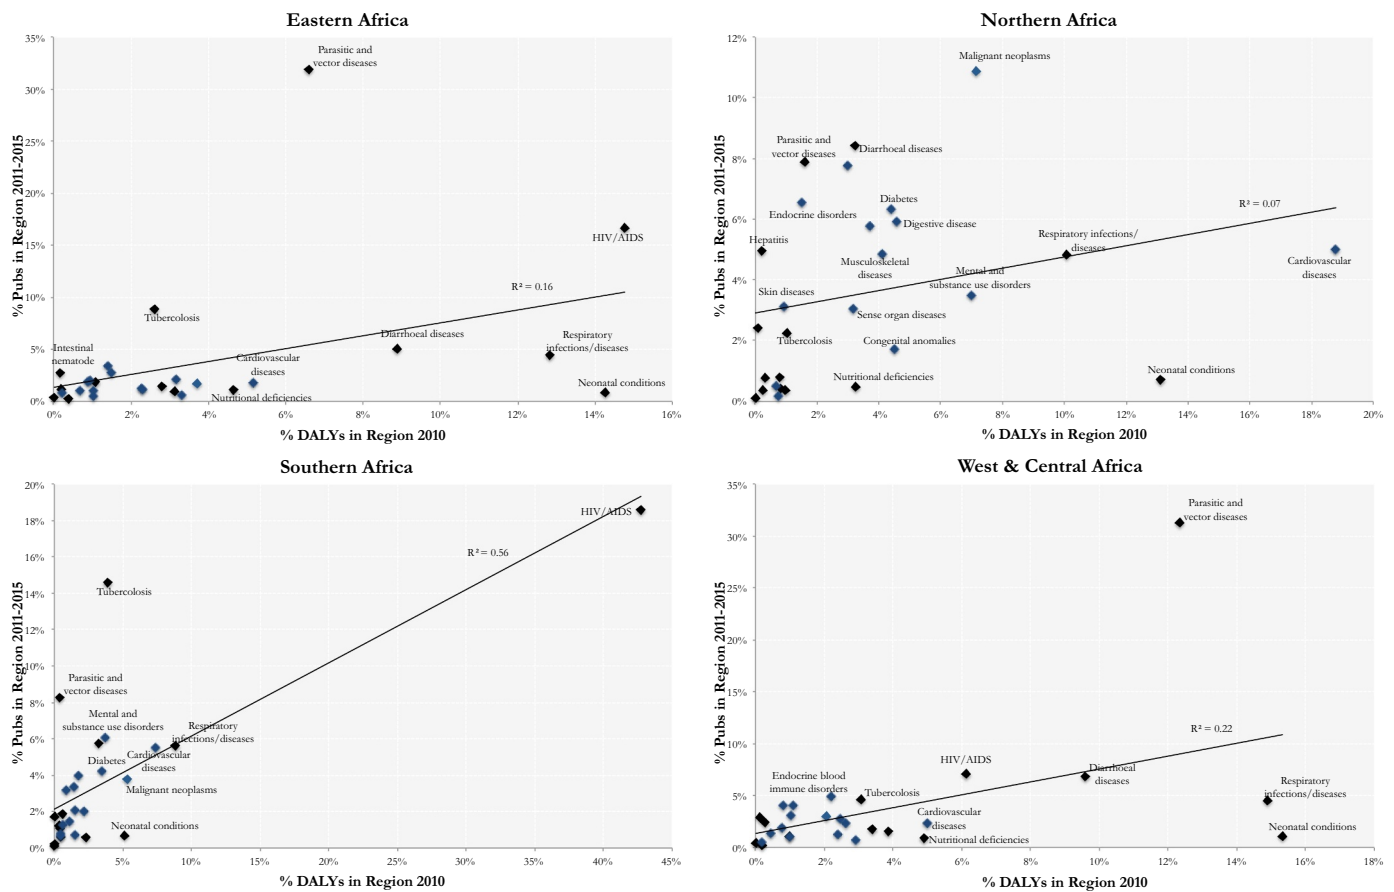 Eastern Africa
35%
30%
25%
20%
15%
10%
5%
0%
% Pubs in Region 2011-2015
Parasitic and
vector diseases
HIV/AIDS
R² = 0.16
Tubercolosis
Diarrhoeal diseases
Respiratory
infections/diseases
Intestinal
nematode
Cardiovascular
diseases
Neonatal conditions
Nutritional deficiencies
0% 2% 4% 6% 8% 10% 12% 14% 16%
% DALYs in Region 2010
Northern Africa
12%
10%
8%
6%
4%
2%
0%
% Pubs in Region 2011-2015
Malignant neoplasms
Parasitic and
vector diseases
Diarrhoeal diseases
Diabetes
R² = 0.07
Endocrine disorders
Digestive disease
Hepatitis
Respiratory infections/
diseases
Musculoskeletal
diseases
Cardiovascular
diseases
Mental and
substance use disorders
Skin diseases
Sense organ diseases
Tubercolosis
Congenital anomalies
Nutritional deficiencies
Neonatal conditions
0% 2% 4% 6% 8% 10% 12% 14% 16% 18% 20%
% DALYs in Region 2010
Southern Africa
20%
18%
16%
14%
12%
10%
8%
6%
4%
2%
0%
% Pubs in Region 2011-2015
HIV/AIDS
R² = 0.56
Tubercolosis
Parasitic and
vector diseases
Mental and
substance use disorders
Respiratory
infections/diseases
Diabetes
Cardiovascular
diseases
Malignant neoplasms
Neonatal conditions
0% 5% 10% 15% 20% 25% 30% 35% 40% 45%
% DALYs in Region 2010
West & Central Africa
35%
30%
25%
20%
15%
10%
5%
0%
% Pubs in Region 2011-2015
Parasitic and
vector diseases
R² = 0.22
HIV/AIDS
Diarrhoeal
diseases
Endocrine blood
immune disorders
Tubercolosis
Respiratory
infections/diseases
Cardiovascular
diseases
Neonatal conditions
Nutritional deficiencies
0% 2% 4% 6% 8% 10% 12% 14% 16% 18%
% DALYs in Region 2010